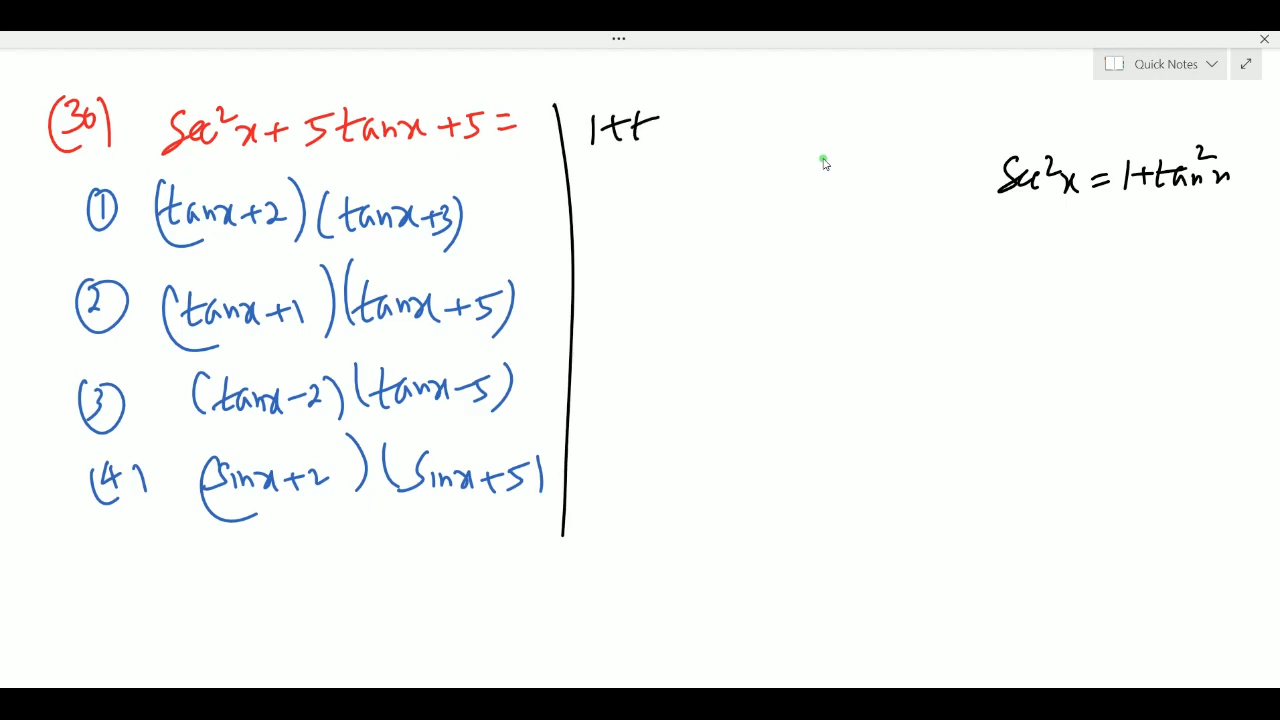 Quick Notes
(36) sec²x + 5tanx + 5 =
① (tanx+2)(tanx+3)
② (tanx+1)(tanx+5)
③ (tanx-2)(tanx-5)
(4) (sinx+2)(sinx+5)
1+t
sec²x = 1+tan²x